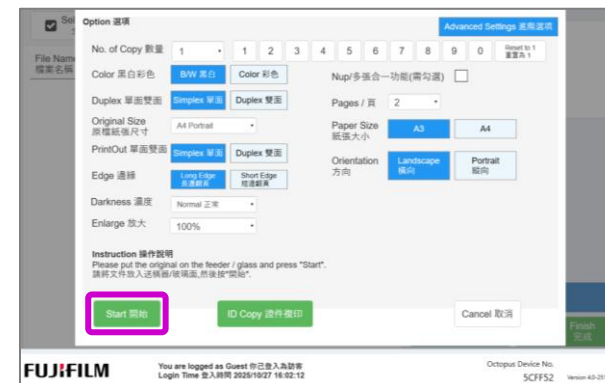 Sel
Option 選項
Advanced Settings 進階選項
No. of Copy 數量 1 1 2 3 4 5 6 7 8 9 0 Reset to 1 重置為 1
File Name
檔案名稱
Color 黑白彩色 B/W 黑白 Color 彩色
Nup/多張合一功能(需勾選)
Duplex 單面雙面 Simplex 單面 Duplex 雙面
Pages / 頁 2
Original Size
原檔紙張尺寸
A4 Portrait
Paper Size
紙張大小
A3 A4
PrintOut 單面雙面 Simplex 單面 Duplex 雙面
Orientation
方向
Landscape
橫向
Portrait
縱向
Edge 邊緣
Long Edge
長邊翻頁
Short Edge
短邊翻頁
Darkness 濃度 Normal 正常
Enlarge 放大 100%
Instruction 操作說明
Please put the original on the feeder / glass and press "Start".
請將文件放入送稿器/玻璃面,然後按"開始".
Start 開始 ID Copy 證件復印 Cancel 取消
Finish
完成
FUJIFILM
You are logged as Guest 你已登入為訪客
Login Time 登入時間 2025/10/27 16:02:12
Octopus Device No.
5CFF52